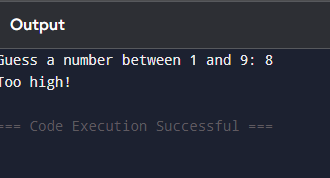 Output
Guess a number between 1 and 9: 8
Too high!
=== Code Execution Successful ===